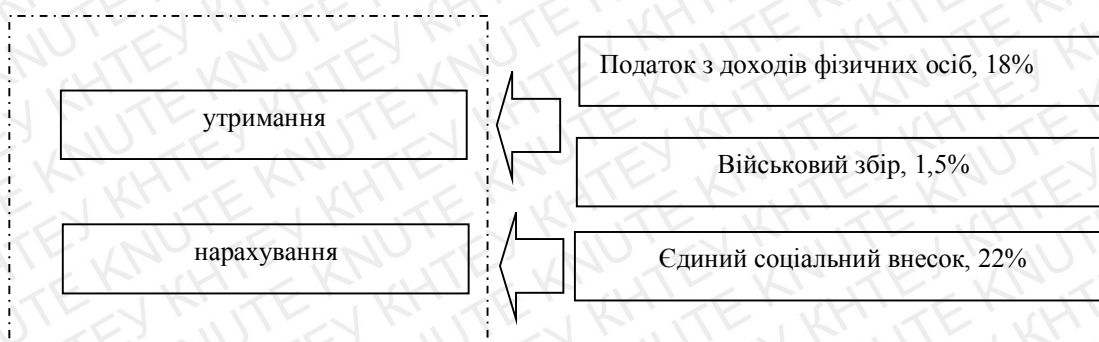 Податок з доходів фізичних осіб, 18%
утримання
Військовий збір, 1,5%
нарахування
Єдиний соціальний внесок, 22%